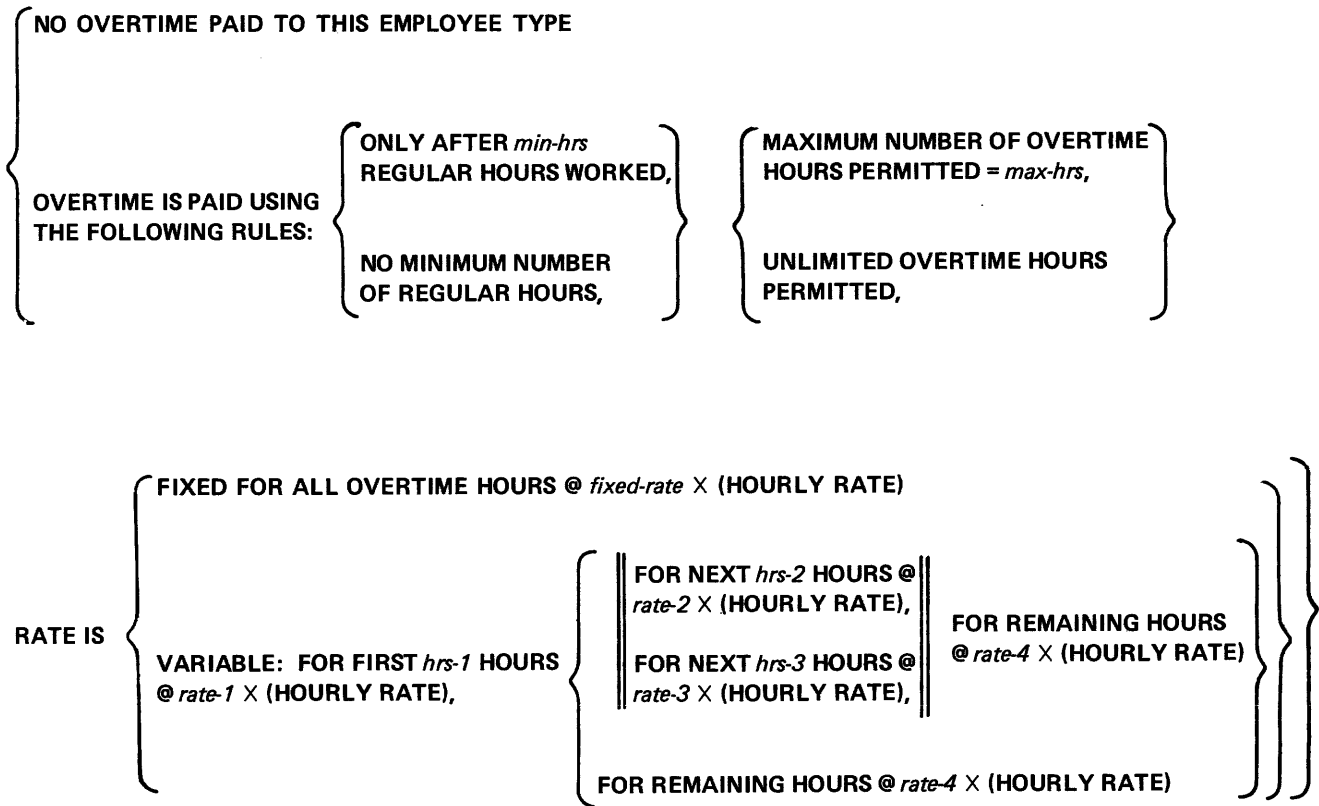 NO OVERTIME PAID TO THIS EMPLOYEE TYPE
OVERTIME IS PAID USING
THE FOLLOWING RULES:
ONLY AFTER min-hrs
REGULAR HOURS WORKED,
NO MINIMUM NUMBER
OF REGULAR HOURS,
MAXIMUM NUMBER OF OVERTIME
HOURS PERMITTED = max-hrs,
UNLIMITED OVERTIME HOURS
PERMITTED,
RATE IS
FIXED FOR ALL OVERTIME HOURS @ fixed-rate X (HOURLY RATE)
VARIABLE: FOR FIRST hrs-1 HOURS
@ rate-1 X (HOURLY RATE),
FOR NEXT hrs-2 HOURS @
rate-2 X (HOURLY RATE),
FOR NEXT hrs-3 HOURS @
rate-3 X (HOURLY RATE),
FOR REMAINING HOURS
@ rate-4 X (HOURLY RATE)
FOR REMAINING HOURS @ rate-4 X (HOURLY RATE)